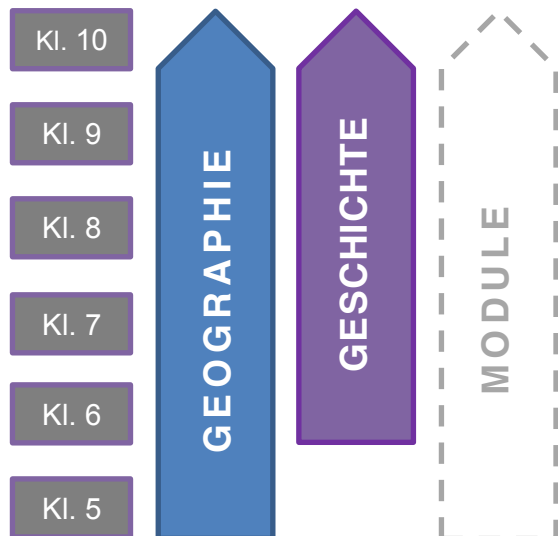 Kl. 10
Kl. 9
Kl. 8
Kl. 7
Kl. 6
Kl. 5
GEOGRAPHIE
GESCHICHTE
MODULE